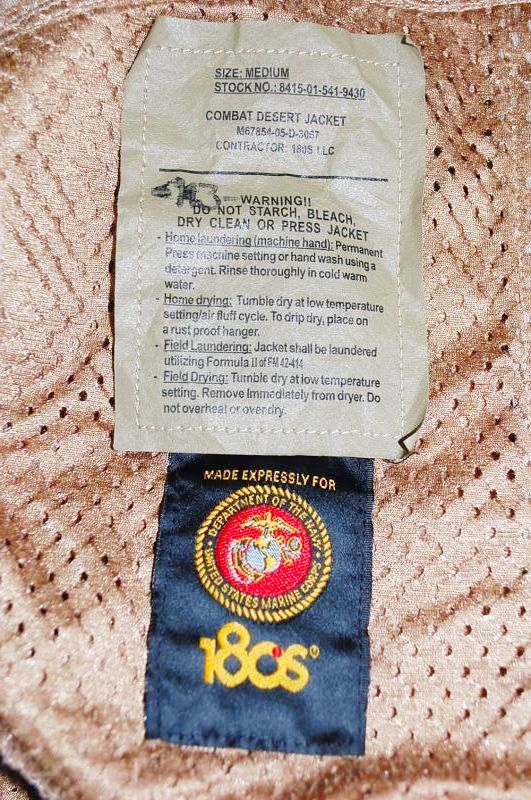 SIZE: MEDIUM
STOCK NO.: 8415-01-541-9430
COMBAT DESERT JACKET
M67854-05-D-3067
CONTRACTOR: 180S LLC
WARNING!!
DO NOT STARCH, BLEACH,
DRY CLEAN OR PRESS JACKET
- Home laundering (machine hand): Permanent
Press machine setting or hand wash using a
detergent. Rinse thoroughly in cold warm
water.
- Home drying: Tumble dry at low temperature
setting/air fluff cycle. To drip dry, place on
a rust proof hanger.
- Field Laundering: Jacket shall be laundered
utilizing Formula II of FM 42-414
- Field Drying: Tumble dry at low temperature
setting. Remove Immediately from dryer. Do
not overheat or over dry.
MADE EXPRESSLY FOR
DEPARTMENT OF THE NAVY
UNITED STATES MARINE CORPS
180s®